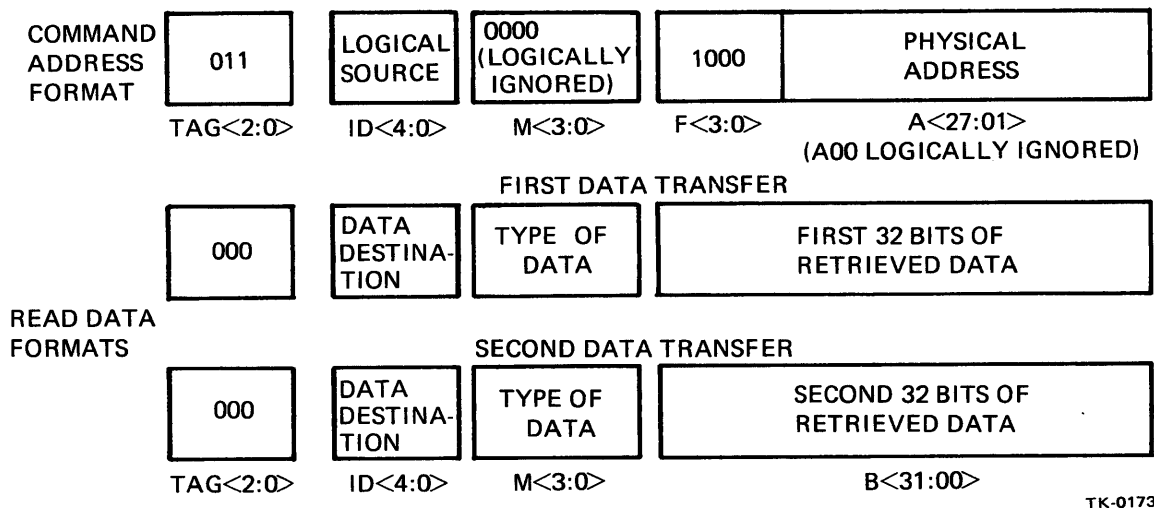 COMMAND
ADDRESS
FORMAT
011
LOGICAL
SOURCE
0000
(LOGICALLY
IGNORED)
1000
PHYSICAL
ADDRESS
TAG<2:0>
ID<4:0>
M<3:0>
F<3:0>
A<27:01>
(A00 LOGICALLY IGNORED)
FIRST DATA TRANSFER
000
DATA
DESTINA-
TION
TYPE OF
DATA
FIRST 32 BITS OF
RETRIEVED DATA
READ DATA
FORMATS
SECOND DATA TRANSFER
000
DATA
DESTINA-
TION
TYPE OF
DATA
SECOND 32 BITS OF
RETRIEVED DATA
TAG<2:0>
ID<4:0>
M<3:0>
B<31:00>
TK-0173